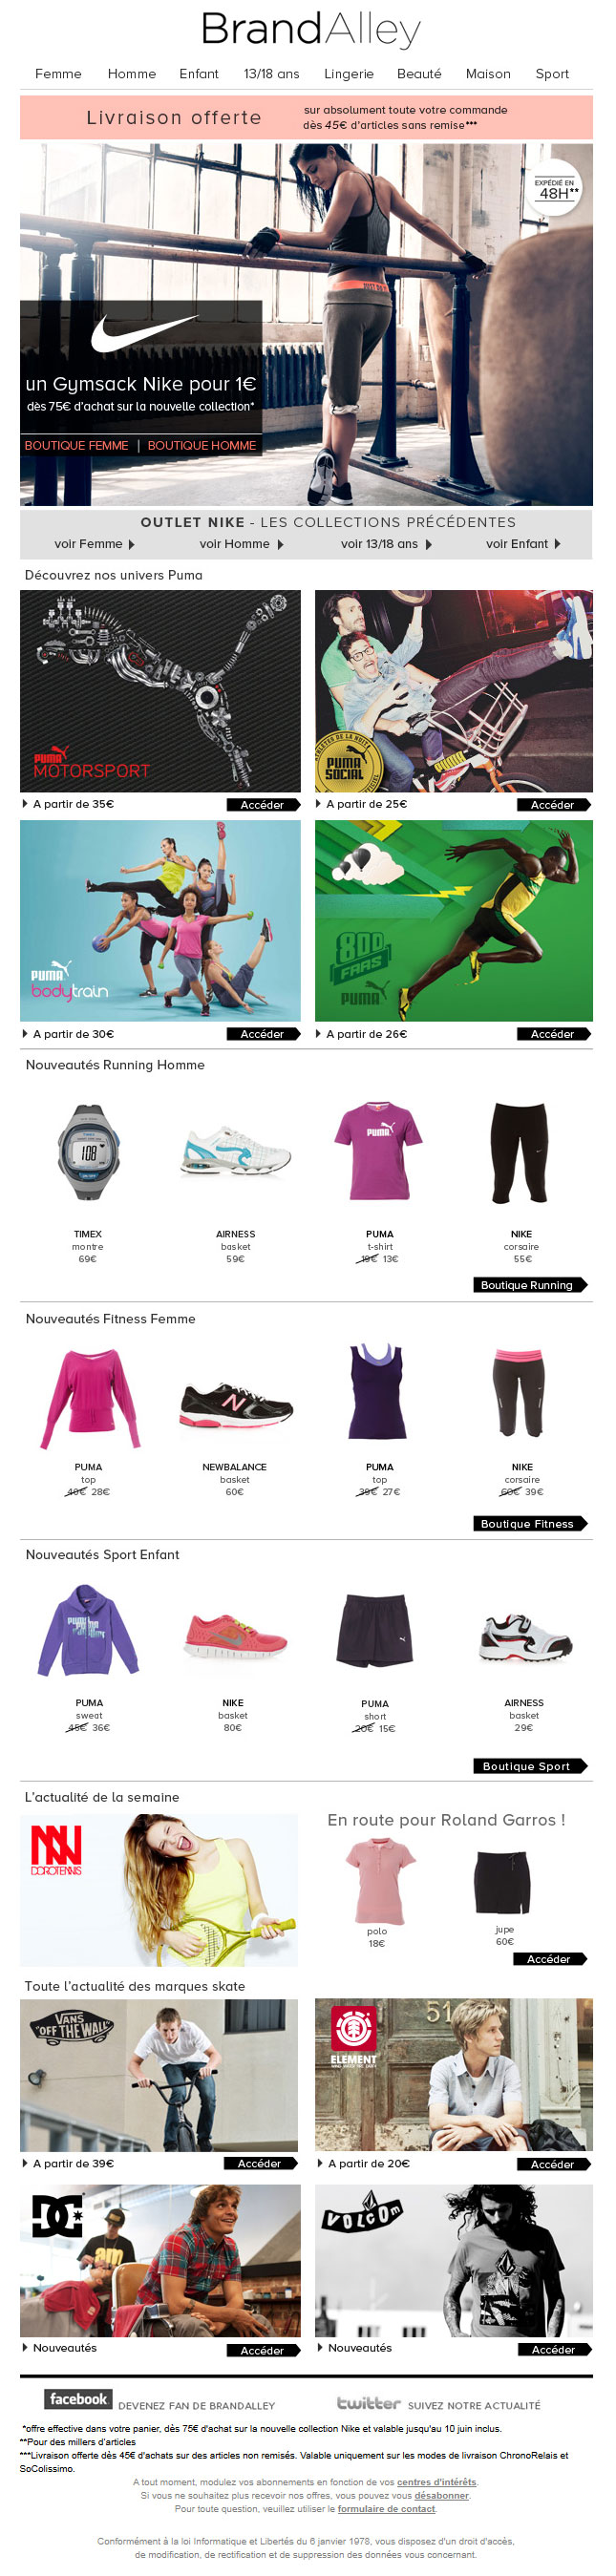 BrandAlley
Femme Homme Enfant 13/18 ans Lingerie Beauté Maison Sport
Livraison offerte
sur absolument toute votre commande
dès 45€ d'articles sans remise***
EXPÉDIÉ EN
48H**
JUST DO IT
un Gymsack Nike pour 1€
dès 75€ d'achat sur la nouvelle collection*
BOUTIQUE FEMME | BOUTIQUE HOMME
OUTLET NIKE - LES COLLECTIONS PRÉCÉDENTES
voir Femme voir Homme voir 13/18 ans voir Enfant
Découvrez nos univers Puma
PUMA
MOTORSPORT
PUMA
SOCIAL
A partir de 35€ Accéder
A partir de 25€ Accéder
PUMA
bodytrain
800
FAAS
PUMA
A partir de 30€ Accéder
A partir de 26€ Accéder
Nouveautés Running Homme
TIMEX
montre
69€
AIRNESS
basket
59€
PUMA
t-shirt
19€ 13€
NIKE
corsaire
55€
Boutique Running
Nouveautés Fitness Femme
PUMA
top
40€ 28€
NEWBALANCE
basket
60€
PUMA
top
39€ 27€
NIKE
corsaire
60€ 39€
Boutique Fitness
Nouveautés Sport Enfant
PUMA
sweat
45€ 36€
NIKE
basket
80€
PUMA
short
20€ 15€
AIRNESS
basket
29€
Boutique Sport
L'actualité de la semaine
DOROTENNIS
En route pour Roland Garros !
polo
18€
jupe
60€
Accéder
Toute l'actualité des marques skate
VANS
"OFF THE WALL"
51
ELEMENT
A partir de 39€ Accéder
A partir de 20€ Accéder
DC
VOLCOM
Nouveautés Accéder
Nouveautés Accéder
facebook DEVENEZ FAN DE BRANDALLEY
twitter SUIVEZ NOTRE ACTUALITÉ
*offre effective dans votre panier, dès 75€ d'achat sur la nouvelle collection Nike et valable jusqu'au 10 juin inclus.
**Pour des millers d'articles
***Livraison offerte dès 45€ d'achats sur des articles non remisés. Valable uniquement sur les modes de livraison ChronoRelais et
SoColissimo.
A tout moment, modulez vos abonnements en fonction de vos centres d'intérêts.
Si vous ne souhaitez plus recevoir nos offres, vous pouvez vous désabonner.
Pour toute question, veuillez utiliser le formulaire de contact.
Conformément à la loi Informatique et Libertés du 6 janvier 1978, vous disposez d'un droit d'accès,
de modification, de rectification et de suppression des données vous concernant.